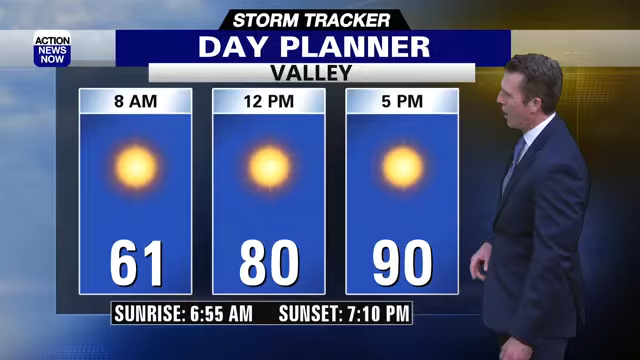 STORM TRACKER
ACTION
NEWS
NOW
DAY PLANNER
VALLEY
8 AM 12 PM 5 PM
61 80 90
SUNRISE: 6:55 AM SUNSET: 7:10 PM